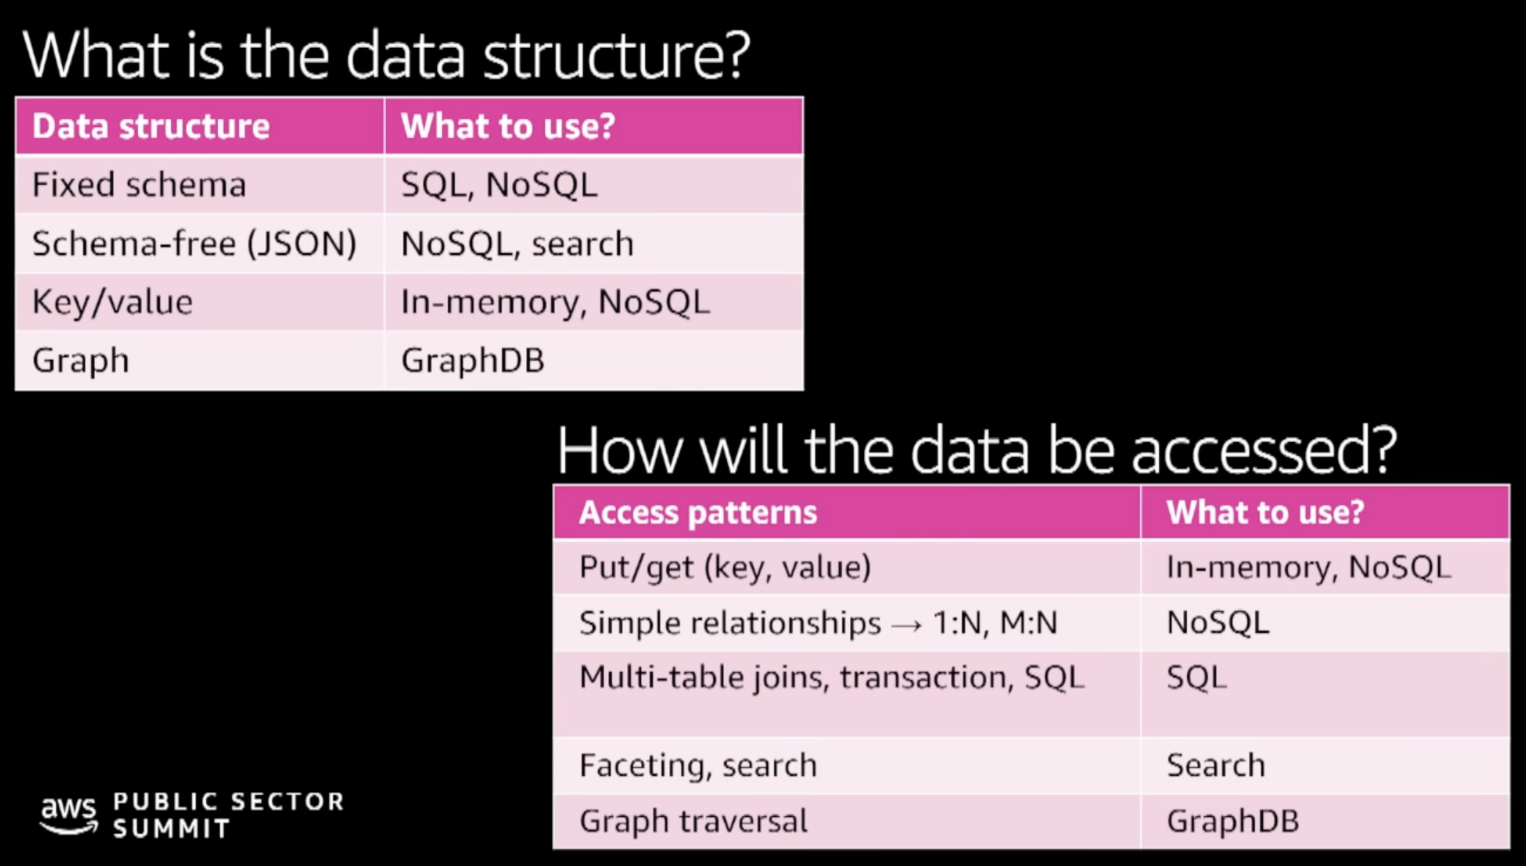 What is the data structure?
Data structure What to use?
Fixed schema SQL, NoSQL
Schema-free (JSON) NoSQL, search
Key/value In-memory, NoSQL
Graph GraphDB
How will the data be accessed?
Access patterns What to use?
Put/get (key, value) In-memory, NoSQL
Simple relationships → 1:N, M:N NoSQL
Multi-table joins, transaction, SQL SQL
Faceting, search Search
Graph traversal GraphDB
aws PUBLIC SECTOR
SUMMIT